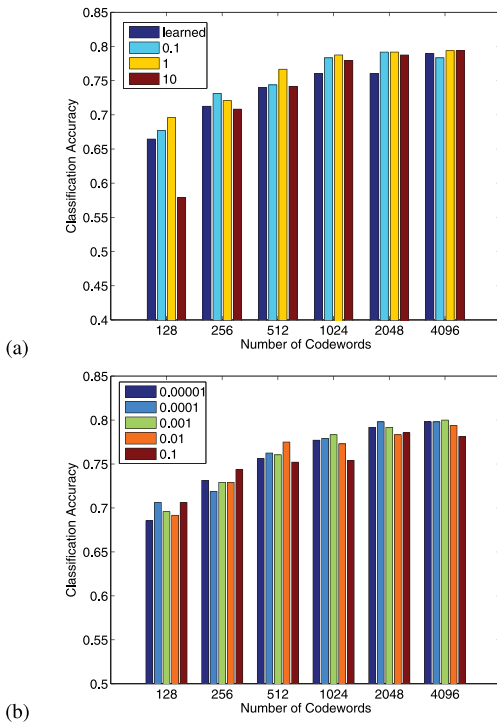 0.85
learned
0.1
1
10
0.8
0.75
0.7
0.65
0.6
0.55
0.5
0.45
0.4
Classification Accuracy
128 256 512 1024 2048 4096
Number of Codewords
(a)
0.85
0.00001
0.0001
0.001
0.01
0.1
0.8
0.75
0.7
0.65
0.6
0.55
0.5
Classification Accuracy
128 256 512 1024 2048 4096
Number of Codewords
(b)